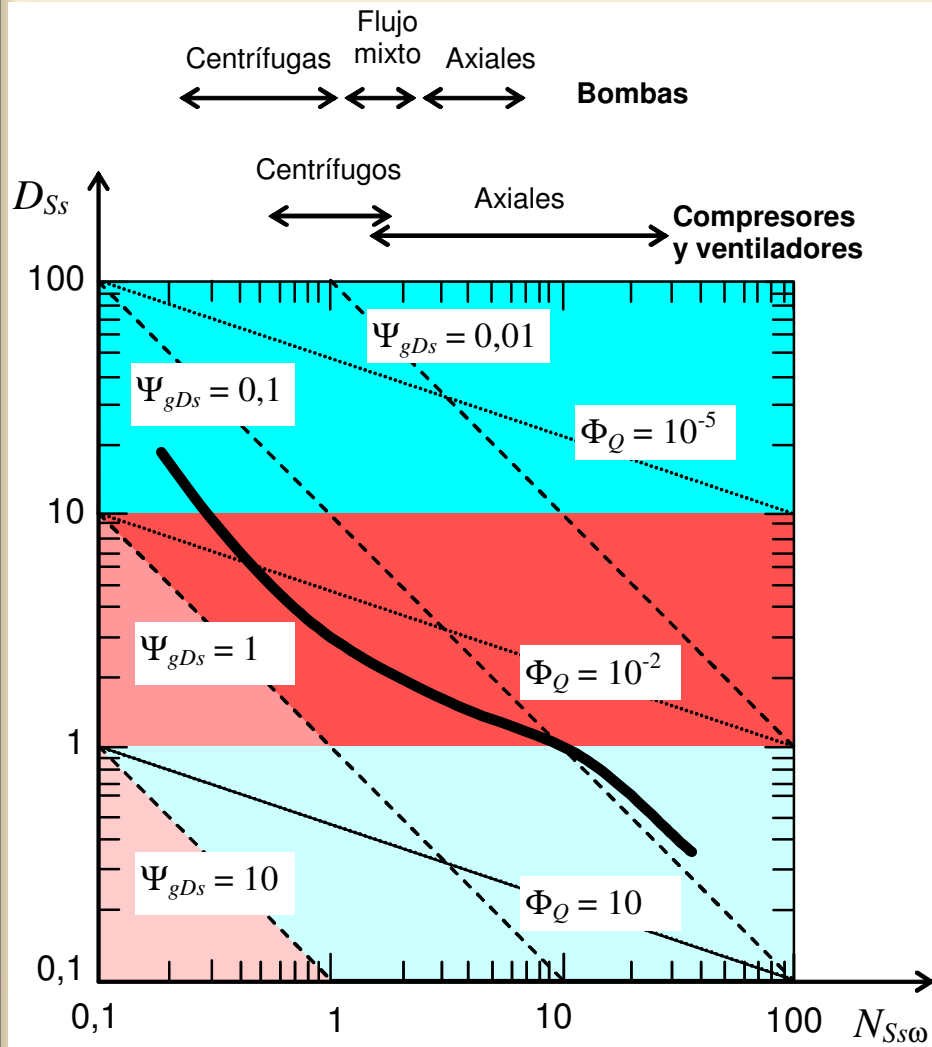 Flujo
mixto
Centrífugas
Axiales
Bombas
Centrífugos
Axiales
Compresores
y ventiladores
D_Ss
100
Ψ_gDs = 0,01
Ψ_gDs = 0,1
Φ_Q = 10^-5
10
Ψ_gDs = 1
Φ_Q = 10^-2
1
Ψ_gDs = 10
Φ_Q = 10
0,1
0,1 1 10 100 N_Ssω